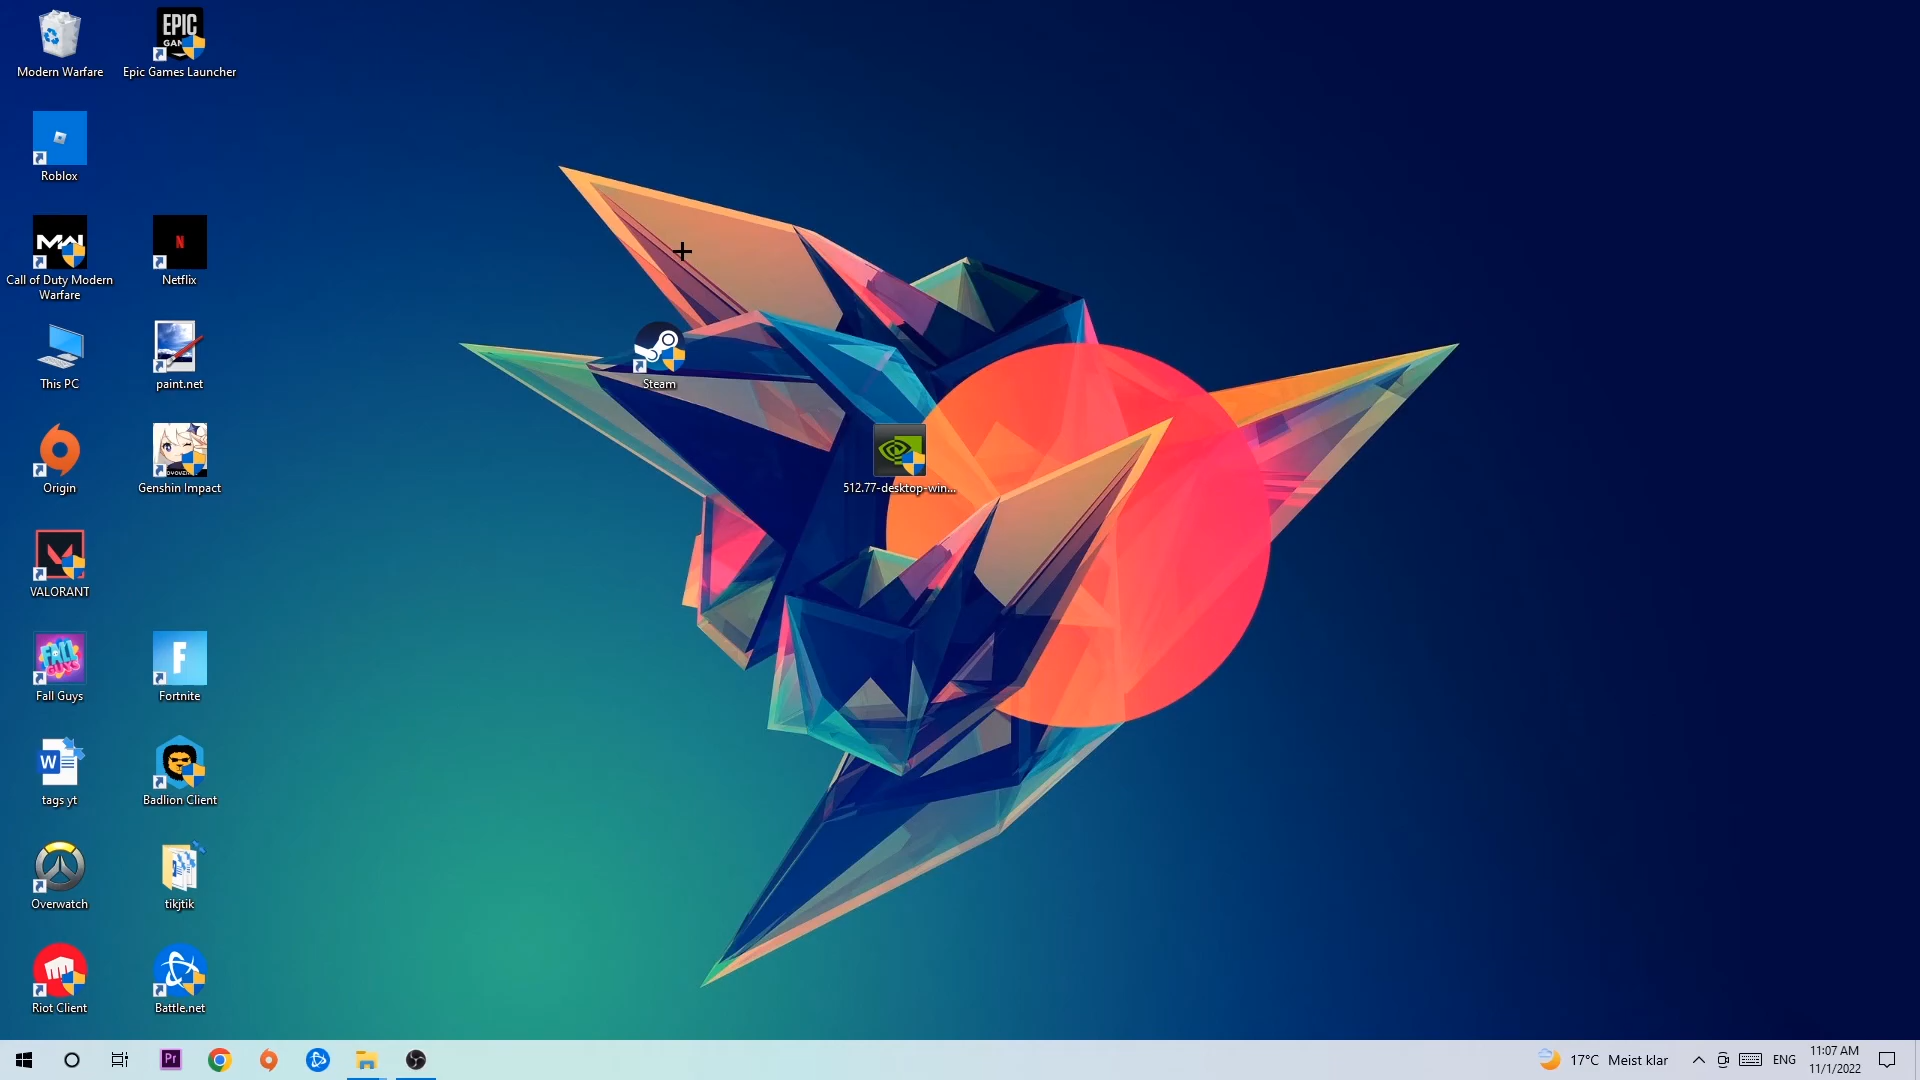 Modern Warfare
EPIC
GAMES
Epic Games Launcher
Roblox
MW
Call of Duty Modern
Warfare
N
Netflix
This PC
paint.net
Steam
Origin
Genshin Impact
512.77-desktop-win...
VALORANT
FALL
GUYS
Fall Guys
F
Fortnite
W
tags yt
Badlion Client
Overwatch
tikjtik
Riot Client
Battle.net
Pr
17°C Meist klar
ENG
11:07 AM
11/1/2022